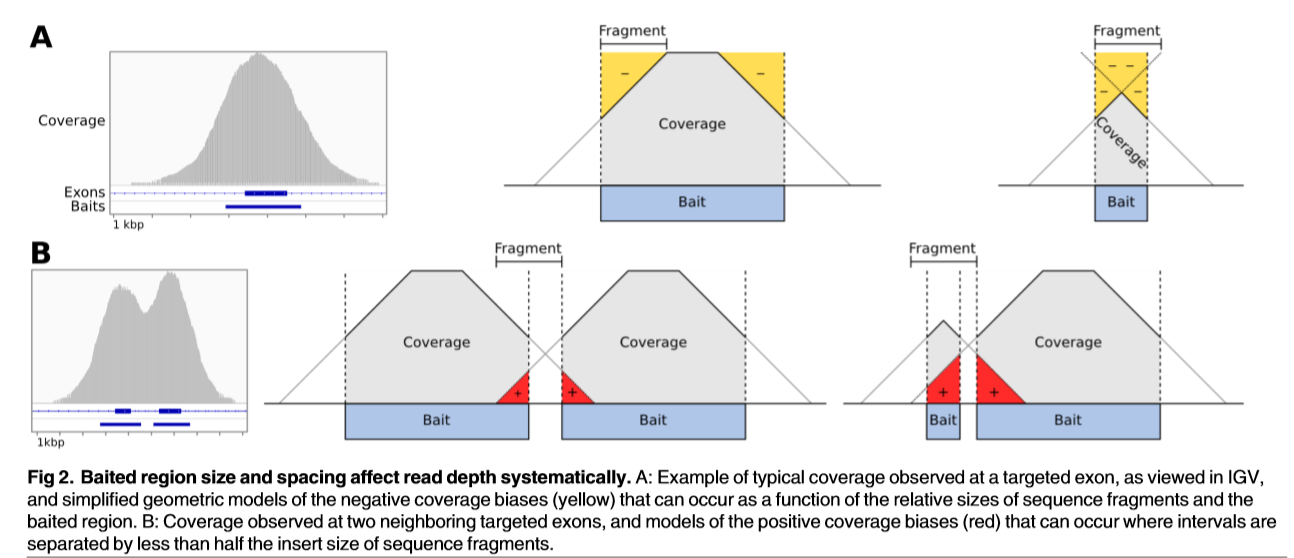 A
Fragment
Fragment
Coverage
− −
− −
− −
Coverage
Coverage
Exons
Baits
Bait
Bait
1 kbp
B
Fragment
Fragment
Coverage
Coverage
Coverage
+ +
+ +
Bait
Bait
Bait
Bait
1kbp
Fig 2. Baited region size and spacing affect read depth systematically. A: Example of typical coverage observed at a targeted exon, as viewed in IGV,
and simplified geometric models of the negative coverage biases (yellow) that can occur as a function of the relative sizes of sequence fragments and the
baited region. B: Coverage observed at two neighboring targeted exons, and models of the positive coverage biases (red) that can occur where intervals are
separated by less than half the insert size of sequence fragments.